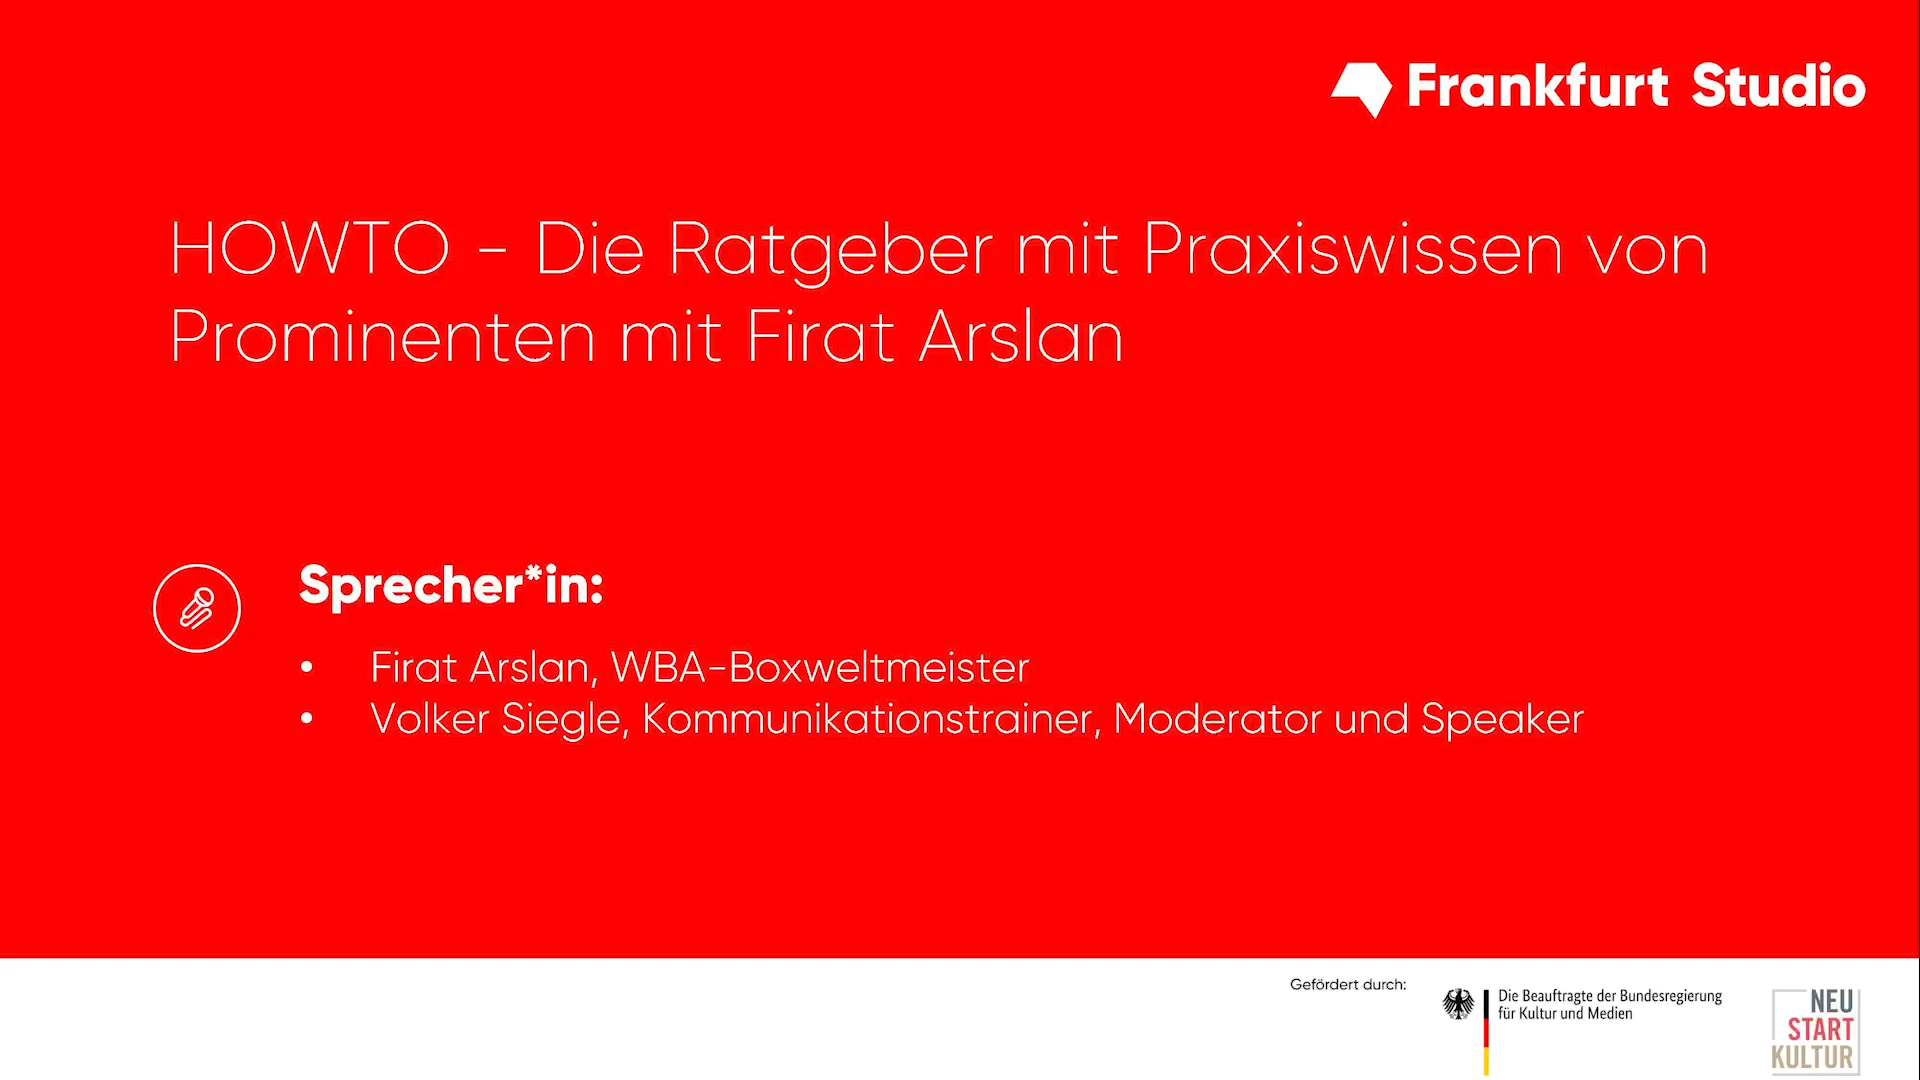 Frankfurt Studio
HOWTO - Die Ratgeber mit Praxiswissen von
Prominenten mit Firat Arslan
Sprecher*in:
• Firat Arslan, WBA-Boxweltmeister
• Volker Siegle, Kommunikationstrainer, Moderator und Speaker
Gefördert durch:
Die Beauftragte der Bundesregierung
für Kultur und Medien
NEU
START
KULTUR